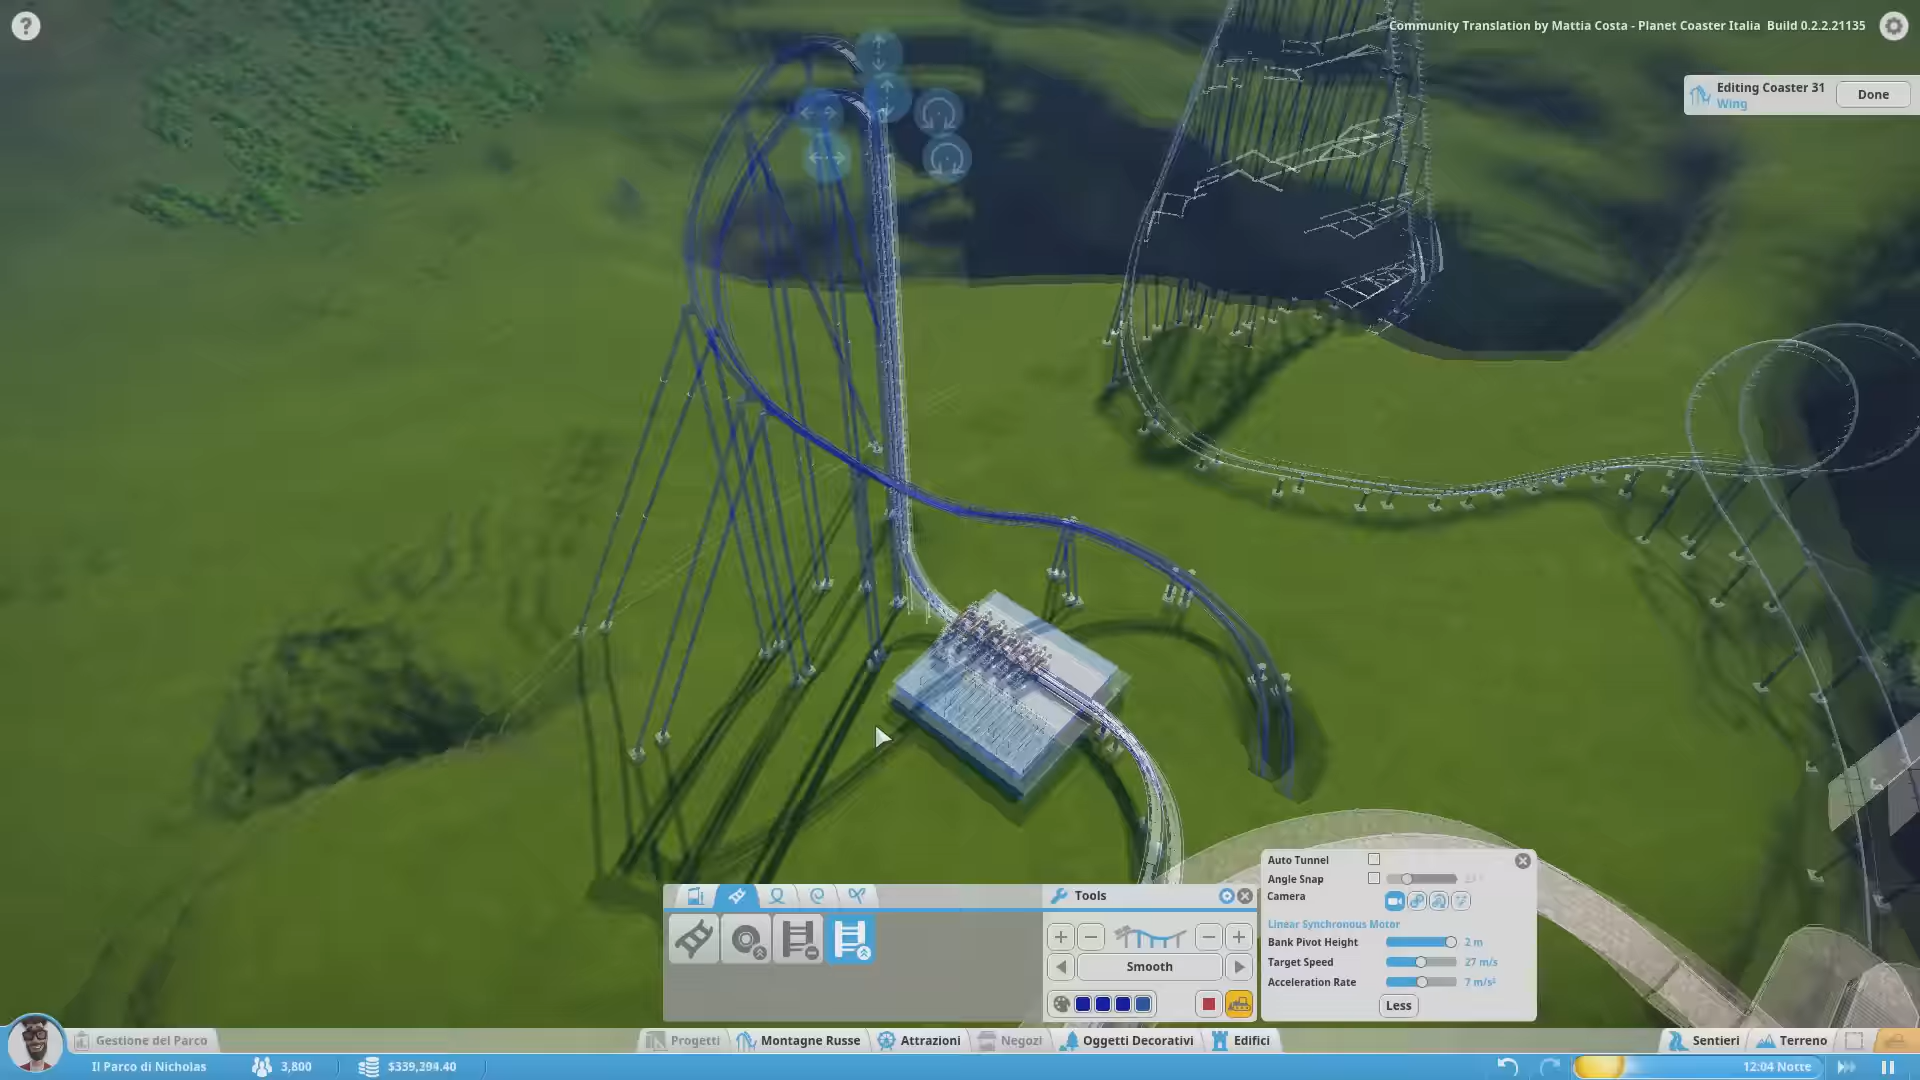 ?
Community Translation by Mattia Costa - Planet Coaster Italia Build 0.2.2.21135
Editing Coaster 31
Wing
Done
Tools
Smooth
Auto Tunnel
Angle Snap
Camera
Linear Synchronous Motor
Bank Pivot Height 2 m
Target Speed 27 m/s
Acceleration Rate 7 m/s²
Less
Gestione del Parco
Progetti
Montagne Russe
Attrazioni
Negozi
Oggetti Decorativi
Edifici
Sentieri
Terreno
Il Parco di Nicholas
3,800
$339,294.40
12:04 Notte